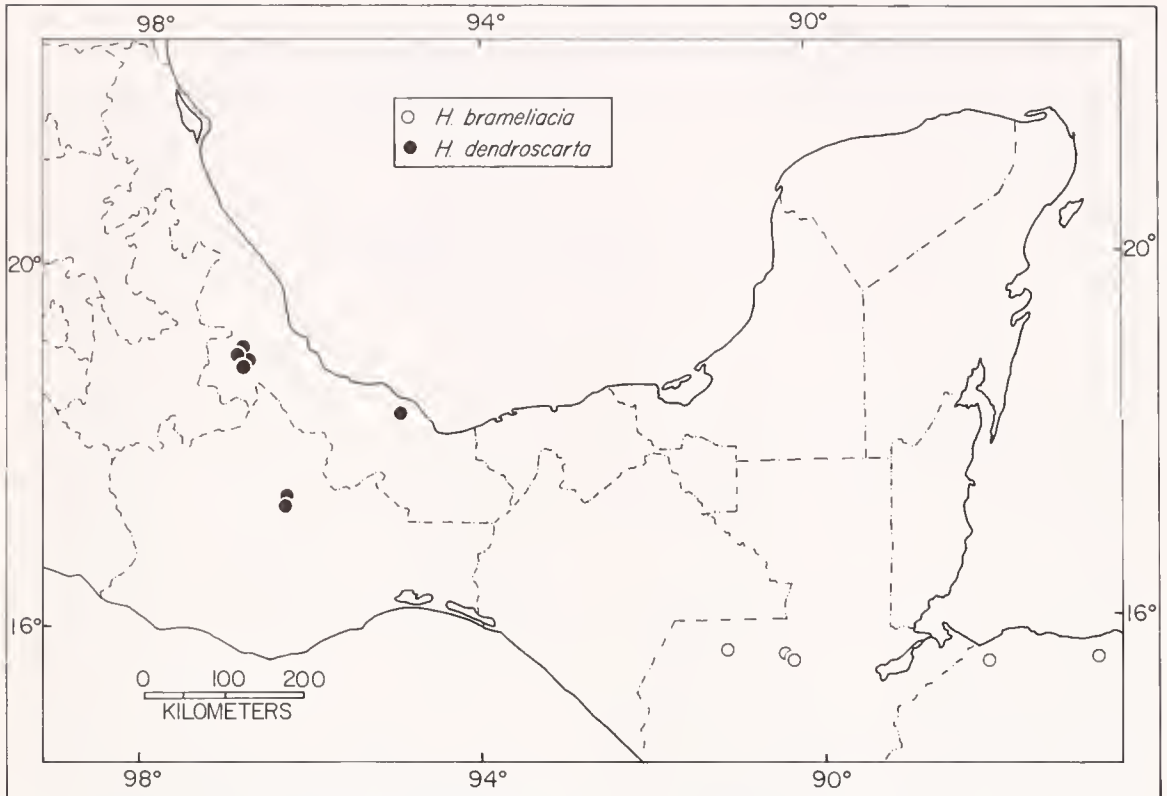 98° 94° 90°
○ H. brameliacia
● H. dendroscarta
20° 20°
16° 16°
0 100 200
KILOMETERS
98° 94° 90°